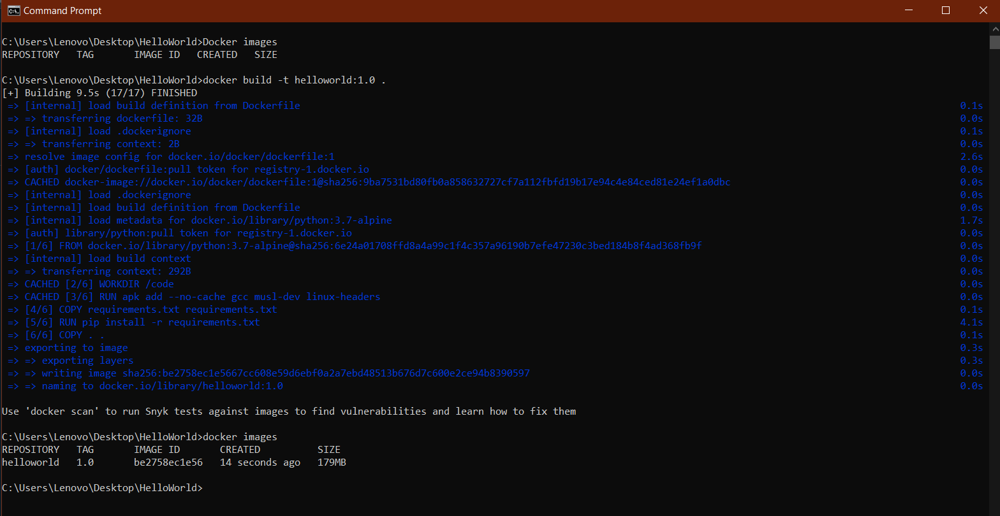 Command Prompt
C:\Users\Lenovo\Desktop\HelloWorld>Docker images
REPOSITORY   TAG       IMAGE ID   CREATED   SIZE
C:\Users\Lenovo\Desktop\HelloWorld>docker build -t helloworld:1.0 .
[+] Building 9.5s (17/17) FINISHED
=> [internal] load build definition from Dockerfile 0.1s
=> => transferring dockerfile: 32B 0.0s
=> [internal] load .dockerignore 0.1s
=> => transferring context: 2B 0.0s
=> resolve image config for docker.io/docker/dockerfile:1 2.6s
=> [auth] docker/dockerfile:pull token for registry-1.docker.io 0.0s
=> CACHED docker-image://docker.io/docker/dockerfile:1@sha256:9ba7531bd80fb0a858632727cf7a112fbfd19b17e94c4e84ced81e24ef1a0dbc 0.0s
=> [internal] load .dockerignore 0.0s
=> [internal] load build definition from Dockerfile 0.0s
=> [internal] load metadata for docker.io/library/python:3.7-alpine 1.7s
=> [auth] library/python:pull token for registry-1.docker.io 0.0s
=> [1/6] FROM docker.io/library/python:3.7-alpine@sha256:6e24a01708ffd8a4a99c1f4c357a96190b7efe47230c3bed184b8f4ad368fb9f 0.0s
=> [internal] load build context 0.0s
=> => transferring context: 292B 0.0s
=> CACHED [2/6] WORKDIR /code 0.0s
=> CACHED [3/6] RUN apk add --no-cache gcc musl-dev linux-headers 0.0s
=> [4/6] COPY requirements.txt requirements.txt 0.1s
=> [5/6] RUN pip install -r requirements.txt 4.1s
=> [6/6] COPY . . 0.1s
=> exporting to image 0.3s
=> => exporting layers 0.3s
=> => writing image sha256:be2758ec1e5667cc608e59d6ebf0a2a7ebd48513b676d7c600e2ce94b8390597 0.0s
=> => naming to docker.io/library/helloworld:1.0 0.0s
Use 'docker scan' to run Snyk tests against images to find vulnerabilities and learn how to fix them
C:\Users\Lenovo\Desktop\HelloWorld>docker images
REPOSITORY   TAG       IMAGE ID       CREATED          SIZE
helloworld   1.0       be2758ec1e56   14 seconds ago   179MB
C:\Users\Lenovo\Desktop\HelloWorld>